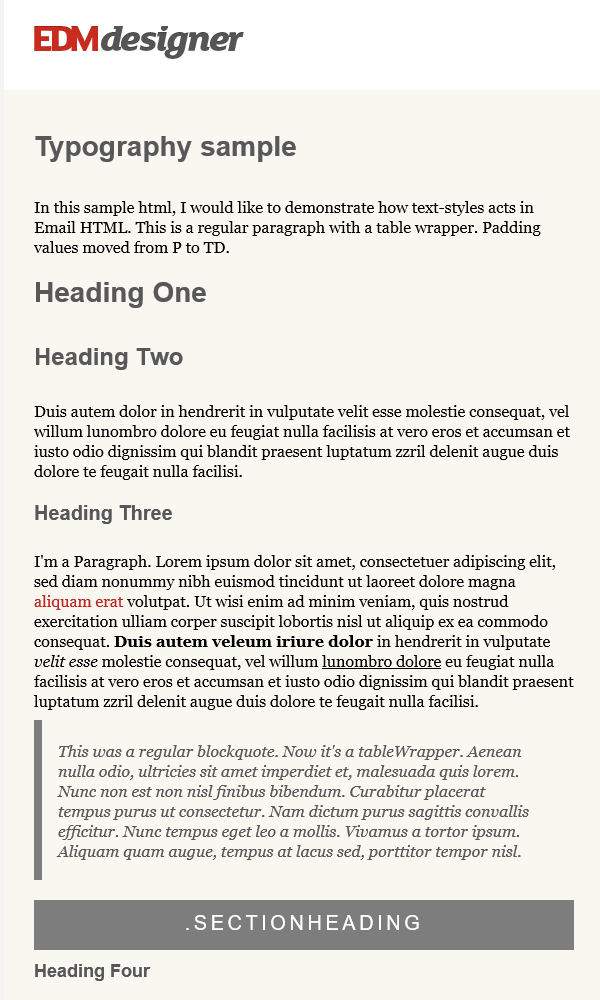 EDMdesigner
Typography sample
In this sample html, I would like to demonstrate how text-styles acts in
Email HTML. This is a regular paragraph with a table wrapper. Padding
values moved from P to TD.
Heading One
Heading Two
Duis autem dolor in hendrerit in vulputate velit esse molestie consequat, vel
willum lunombro dolore eu feugiat nulla facilisis at vero eros et accumsan et
iusto odio dignissim qui blandit praesent luptatum zzril delenit augue duis
dolore te feugait nulla facilisi.
Heading Three
I'm a Paragraph. Lorem ipsum dolor sit amet, consectetuer adipiscing elit,
sed diam nonummy nibh euismod tincidunt ut laoreet dolore magna
aliquam erat volutpat. Ut wisi enim ad minim veniam, quis nostrud
exercitation ulliam corper suscipit lobortis nisl ut aliquip ex ea commodo
consequat. Duis autem veleum iriure dolor in hendrerit in vulputate
velit esse molestie consequat, vel willum lunombro dolore eu feugiat nulla
facilisis at vero eros et accumsan et iusto odio dignissim qui blandit praesent
luptatum zzril delenit augue duis dolore te feugait nulla facilisi.
This was a regular blockquote. Now it's a tableWrapper. Aenean
nulla odio, ultricies sit amet imperdiet et, malesuada quis lorem.
Nunc non est non nisl finibus bibendum. Curabitur placerat
tempus purus ut consectetur. Nam dictum purus sagittis convallis
efficitur. Nunc tempus eget leo a mollis. Vivamus a tortor ipsum.
Aliquam quam augue, tempus at lacus sed, porttitor tempor nisl.
.SECTIONHEADING
Heading Four